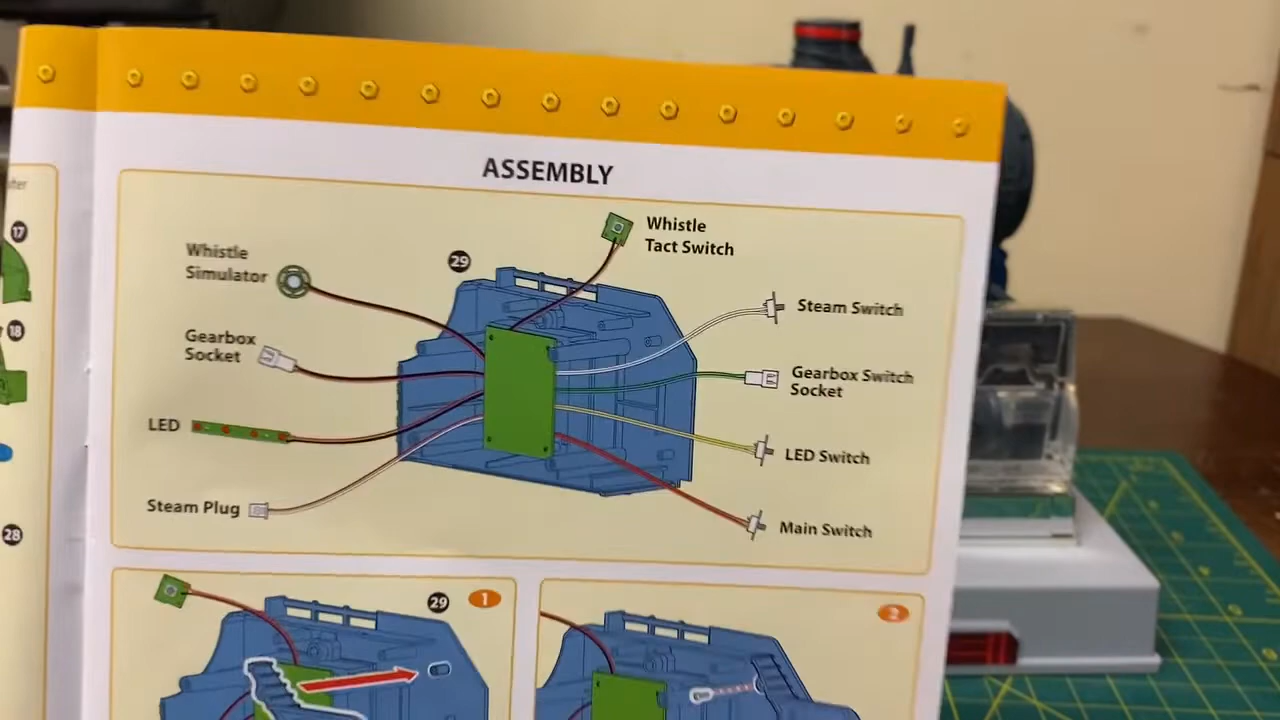 ASSEMBLY
Whistle
Tact Switch
29
Whistle
Simulator
Steam Switch
Gearbox
Socket
Gearbox Switch
Socket
LED
LED Switch
Steam Plug
Main Switch
17
18
28
29
1
2